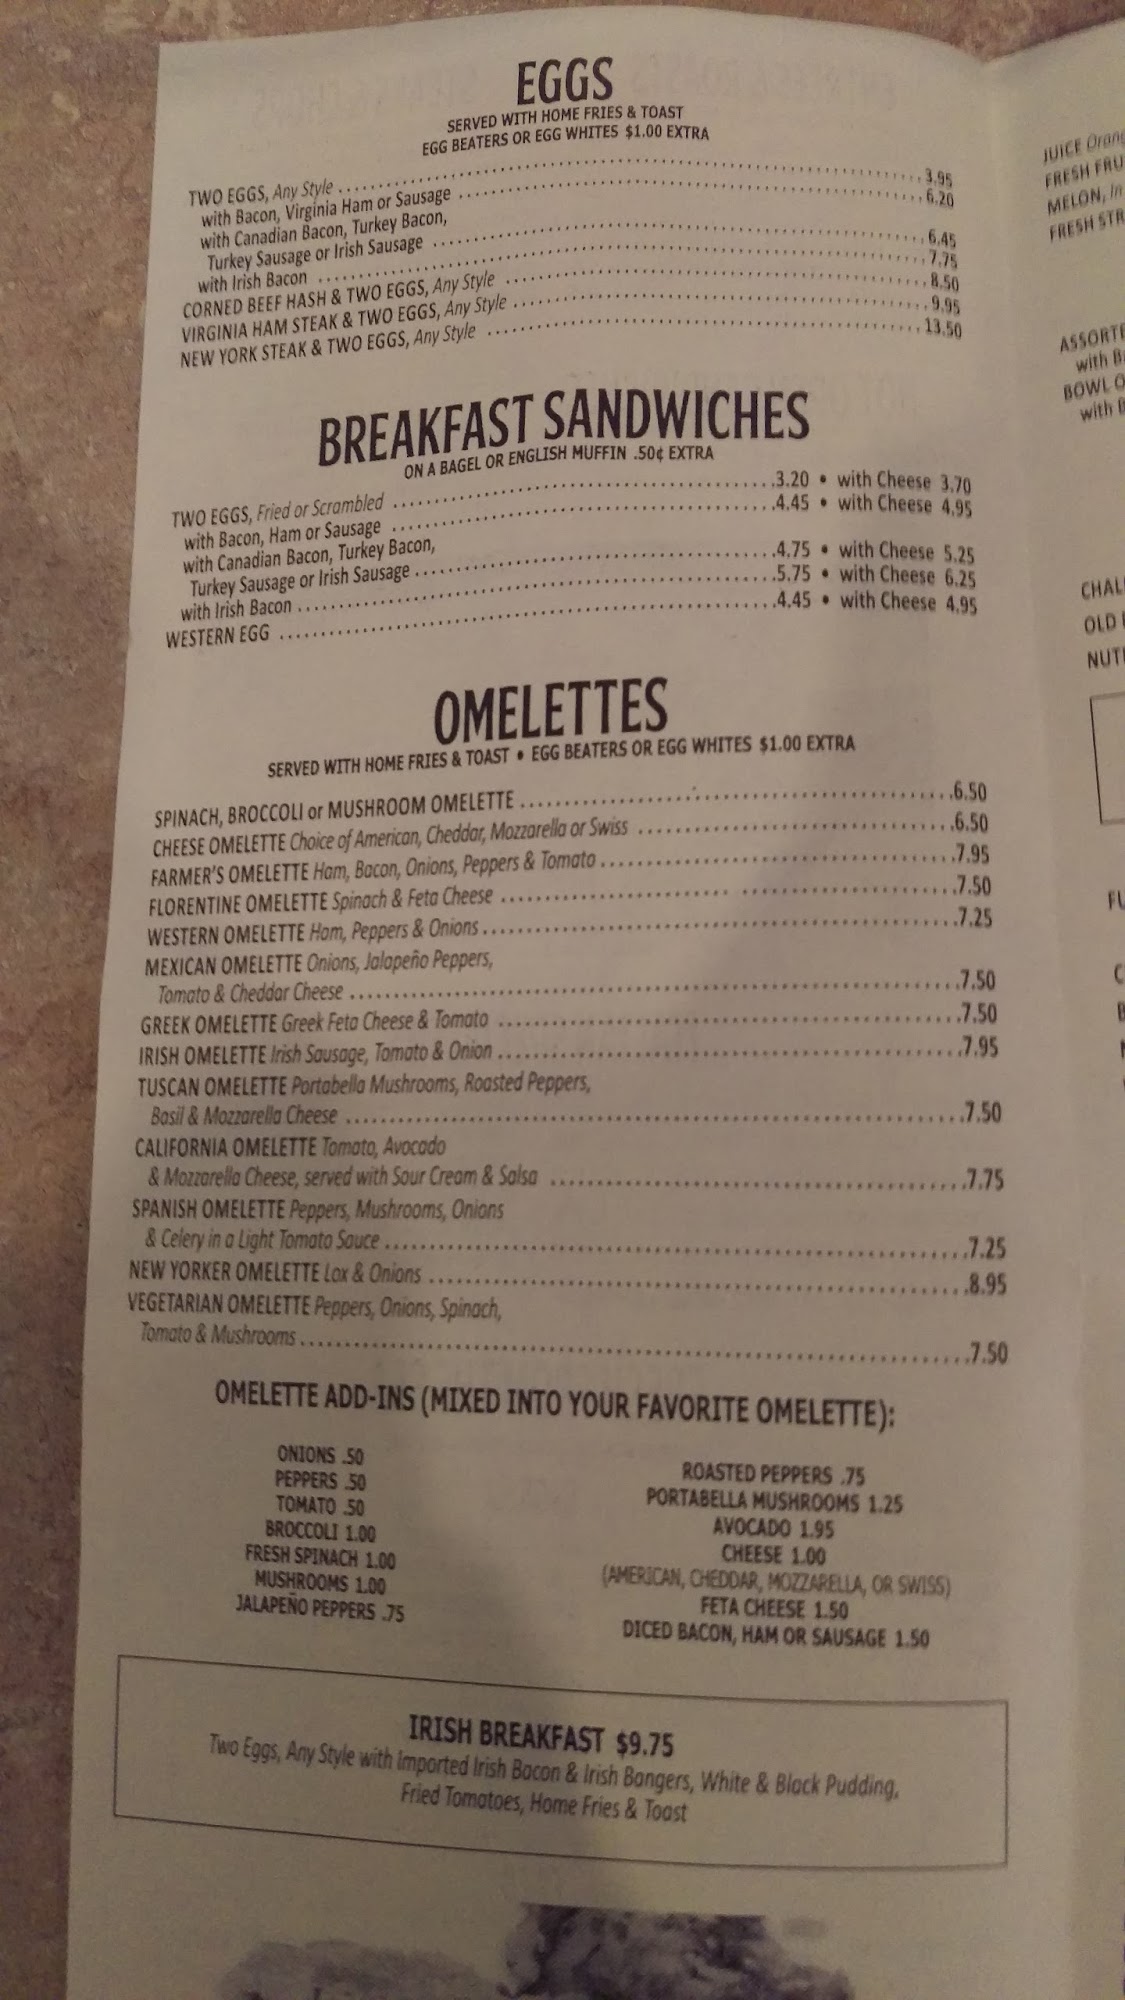 EGGS
SERVED WITH HOME FRIES & TOAST
EGG BEATERS OR EGG WHITES $1.00 EXTRA
TWO EGGS, Any Style 3.95
with Bacon, Virginia Ham or Sausage 6.20
with Canadian Bacon, Turkey Bacon,
Turkey Sausage or Irish Sausage 6.45
with Irish Bacon 7.75
CORNED BEEF HASH & TWO EGGS, Any Style 8.50
VIRGINIA HAM STEAK & TWO EGGS, Any Style 9.95
NEW YORK STEAK & TWO EGGS, Any Style 13.50
BREAKFAST SANDWICHES
ON A BAGEL OR ENGLISH MUFFIN .50¢ EXTRA
TWO EGGS, Fried or Scrambled 3.20 • with Cheese 3.70
with Bacon, Ham or Sausage 4.45 • with Cheese 4.95
with Canadian Bacon, Turkey Bacon,
Turkey Sausage or Irish Sausage 4.75 • with Cheese 5.25
with Irish Bacon 5.75 • with Cheese 6.25
WESTERN EGG 4.45 • with Cheese 4.95
OMELETTES
SERVED WITH HOME FRIES & TOAST • EGG BEATERS OR EGG WHITES $1.00 EXTRA
SPINACH, BROCCOLI or MUSHROOM OMELETTE 6.50
CHEESE OMELETTE Choice of American, Cheddar, Mozzarella or Swiss 6.50
FARMER'S OMELETTE Ham, Bacon, Onions, Peppers & Tomato 7.95
FLORENTINE OMELETTE Spinach & Feta Cheese 7.50
WESTERN OMELETTE Ham, Peppers & Onions 7.25
MEXICAN OMELETTE Onions, Jalapeño Peppers,
Tomato & Cheddar Cheese 7.50
GREEK OMELETTE Greek Feta Cheese & Tomato 7.50
IRISH OMELETTE Irish Sausage, Tomato & Onion 7.95
TUSCAN OMELETTE Portabella Mushrooms, Roasted Peppers,
Basil & Mozzarella Cheese 7.50
CALIFORNIA OMELETTE Tomato, Avocado
& Mozzarella Cheese, served with Sour Cream & Salsa 7.75
SPANISH OMELETTE Peppers, Mushrooms, Onions
& Celery in a Light Tomato Sauce 7.25
NEW YORKER OMELETTE Lox & Onions 8.95
VEGETARIAN OMELETTE Peppers, Onions, Spinach,
Tomato & Mushrooms 7.50
OMELETTE ADD-INS (MIXED INTO YOUR FAVORITE OMELETTE):
ONIONS .50
PEPPERS .50
TOMATO .50
BROCCOLI 1.00
FRESH SPINACH 1.00
MUSHROOMS 1.00
JALAPEÑO PEPPERS .75
ROASTED PEPPERS .75
PORTABELLA MUSHROOMS 1.25
AVOCADO 1.95
CHEESE 1.00
(AMERICAN, CHEDDAR, MOZZARELLA, OR SWISS)
FETA CHEESE 1.50
DICED BACON, HAM OR SAUSAGE 1.50
IRISH BREAKFAST $9.75
Two Eggs, Any Style with Imported Irish Bacon & Irish Bangers, White & Black Pudding,
Fried Tomatoes, Home Fries & Toast
JUICE
FRESH
MELON,
FRESH
with
BOWL
with
OLD